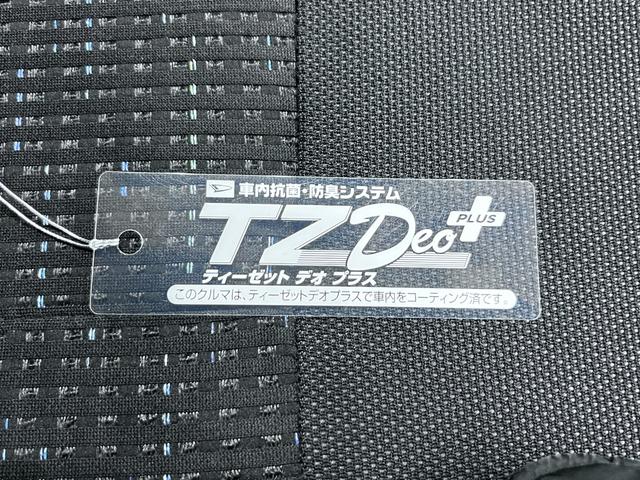 車内抗菌・防臭システム
TZ Deo PLUS
ティーゼット デオ プラス
このクルマは、ティーゼットデオプラスで車内をコーティング済です。